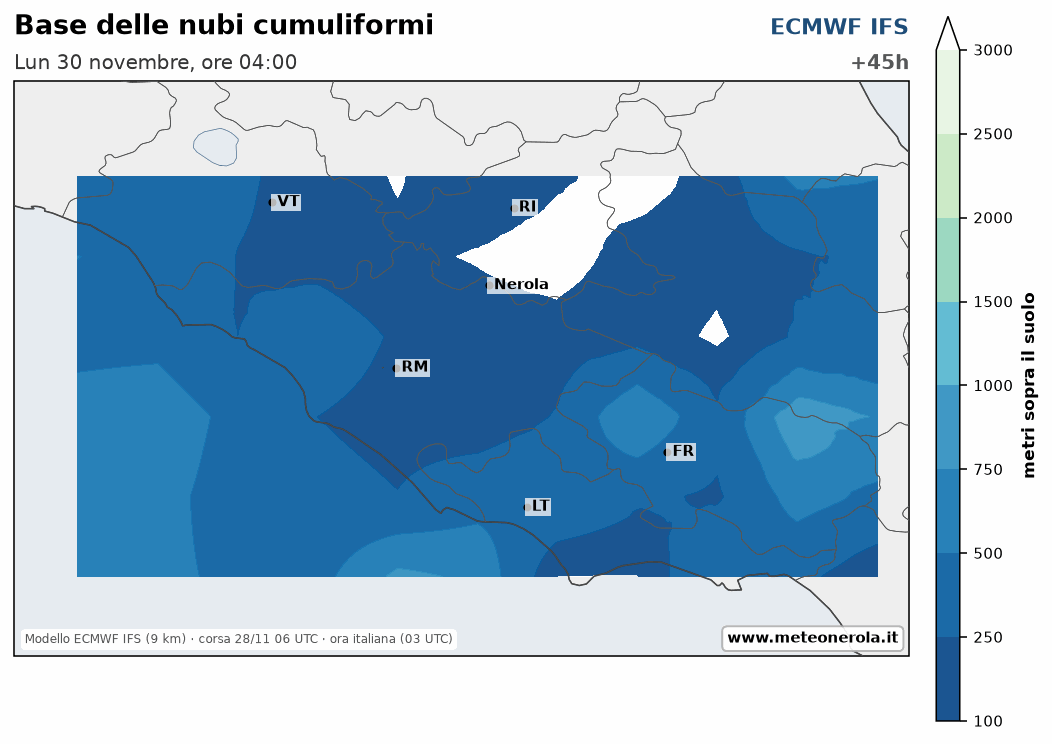 Base delle nubi cumuliformi
ECMWF IFS
Lun 30 novembre, ore 04:00
+45h
3000
2500
2000
1500
1000
750
500
250
100
metri sopra il suolo
VT
RI
Nerola
RM
FR
LT
Modello ECMWF IFS (9 km) · corsa 28/11 06 UTC · ora italiana (03 UTC)
www.meteonerola.it